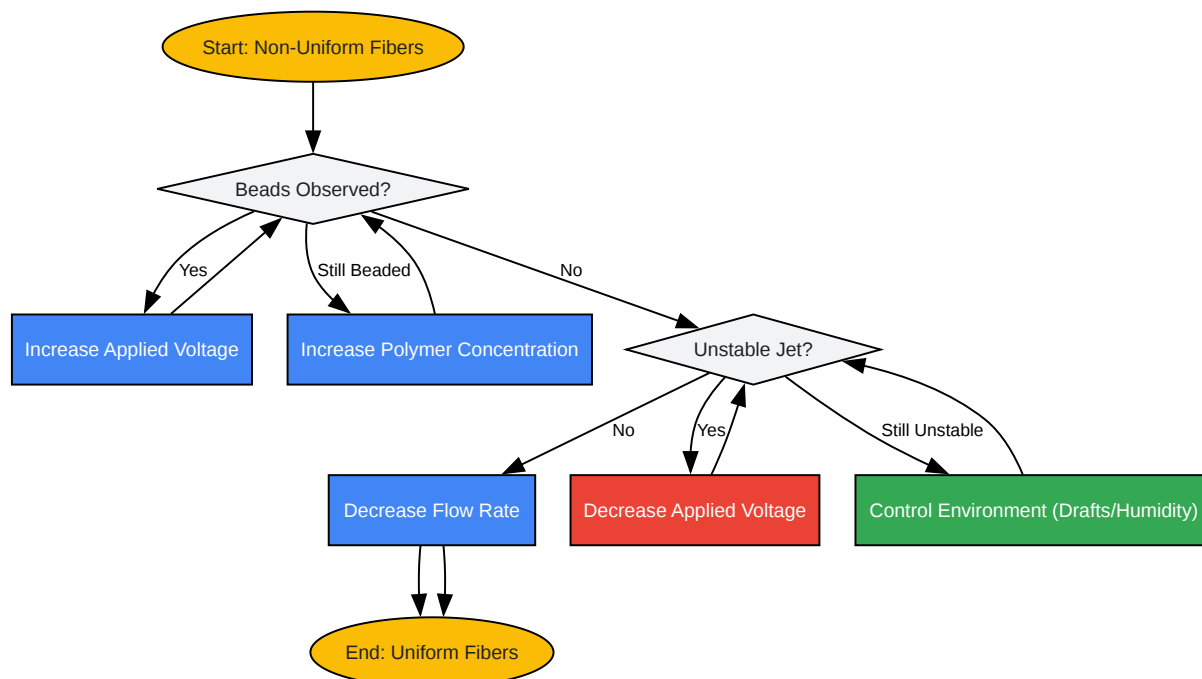 Start: Non-Uniform Fibers
Beads Observed?
Yes
Still Beaded
No
Increase Applied Voltage
Increase Polymer Concentration
Unstable Jet?
No
Yes
Still Unstable
Decrease Flow Rate
Decrease Applied Voltage
Control Environment (Drafts/Humidity)
End: Uniform Fibers